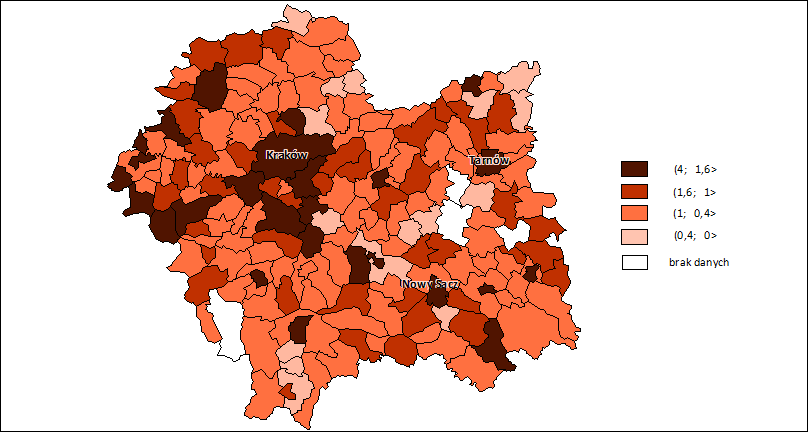 Kraków
Tarnów
Nowy Sącz
(4; 1,6>
(1,6; 1>
(1; 0,4>
(0,4; 0>
brak danych